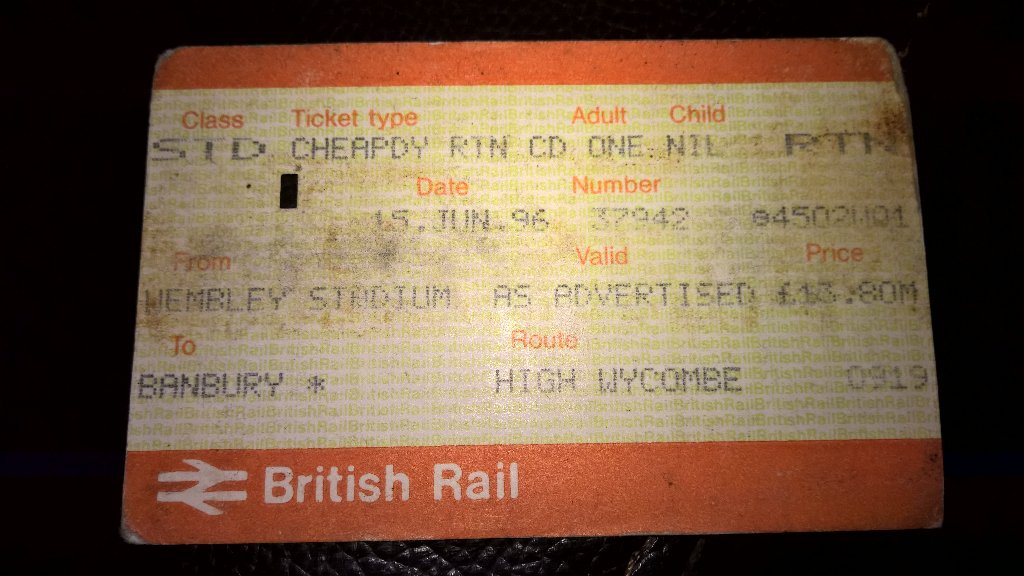 Class Ticket type Adult Child
STD CHEAPDY RTN CD ONE NIL RTN
Date Number
15.JUN.96 37942 04502W01
From Valid Price
WEMBLEY STADIUM AS ADVERTISED £13.80M
To Route
BANBURY * HIGH WYCOMBE 0919
British Rail